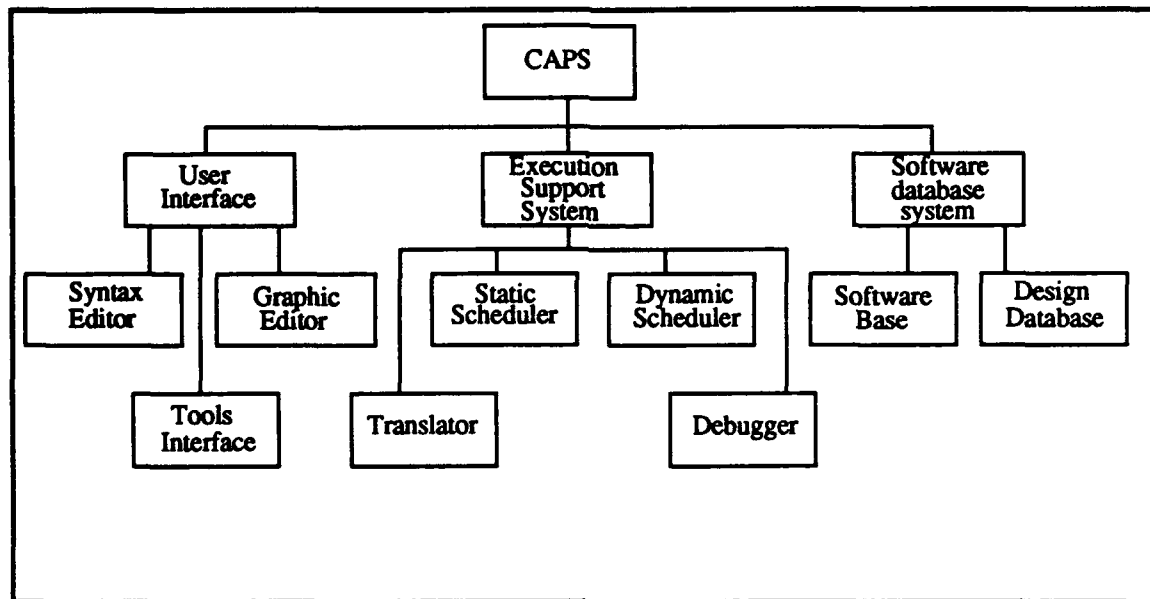 CAPS
User
Interface
Execution
Support
System
Software
database
system
Syntax
Editor
Graphic
Editor
Static
Scheduler
Dynamic
Scheduler
Software
Base
Design
Database
Tools
Interface
Translator
Debugger